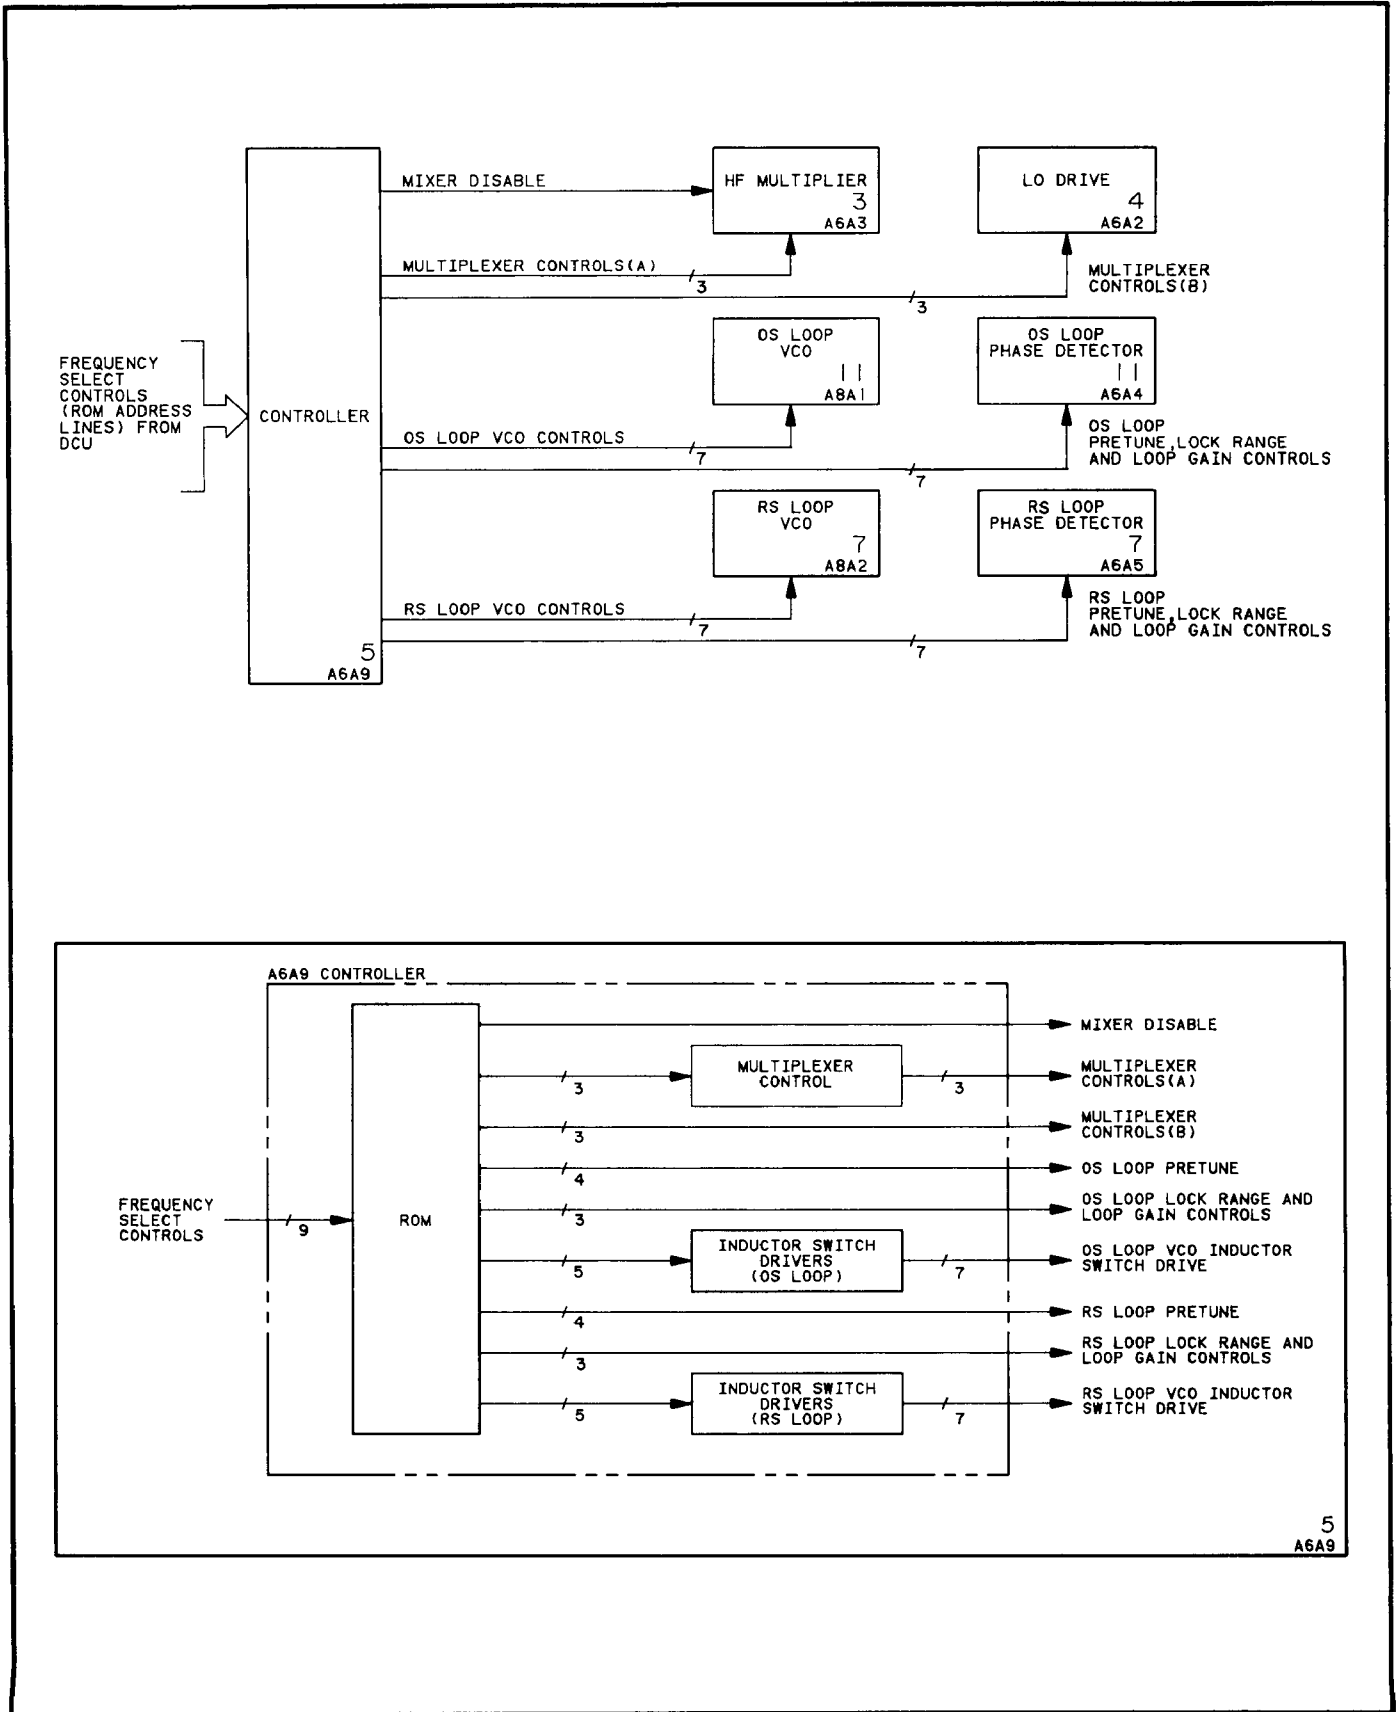 MIXER DISABLE
HF MULTIPLIER
3
A6A3
LO DRIVE
4
A6A2
MULTIPLEXER CONTROLS(A)
3
3
MULTIPLEXER
CONTROLS(B)
FREQUENCY
SELECT
CONTROLS
(ROM ADDRESS
LINES) FROM
DCU
CONTROLLER
5
A6A9
OS LOOP
VCO
11
A8A1
OS LOOP
PHASE DETECTOR
11
A6A4
OS LOOP VCO CONTROLS
7
7
OS LOOP
PRETUNE,LOCK RANGE
AND LOOP GAIN CONTROLS
RS LOOP
VCO
7
A8A2
RS LOOP
PHASE DETECTOR
7
A6A5
RS LOOP VCO CONTROLS
7
7
RS LOOP
PRETUNE,LOCK RANGE
AND LOOP GAIN CONTROLS
A6A9 CONTROLLER
FREQUENCY
SELECT
CONTROLS
9
ROM
MIXER DISABLE
3
MULTIPLEXER
CONTROL
3
MULTIPLEXER
CONTROLS(A)
3
MULTIPLEXER
CONTROLS(B)
4
OS LOOP PRETUNE
3
OS LOOP LOCK RANGE AND
LOOP GAIN CONTROLS
5
INDUCTOR SWITCH
DRIVERS
(OS LOOP)
7
OS LOOP VCO INDUCTOR
SWITCH DRIVE
4
RS LOOP PRETUNE
3
RS LOOP LOCK RANGE AND
LOOP GAIN CONTROLS
5
INDUCTOR SWITCH
DRIVERS
(RS LOOP)
7
RS LOOP VCO INDUCTOR
SWITCH DRIVE
5
A6A9